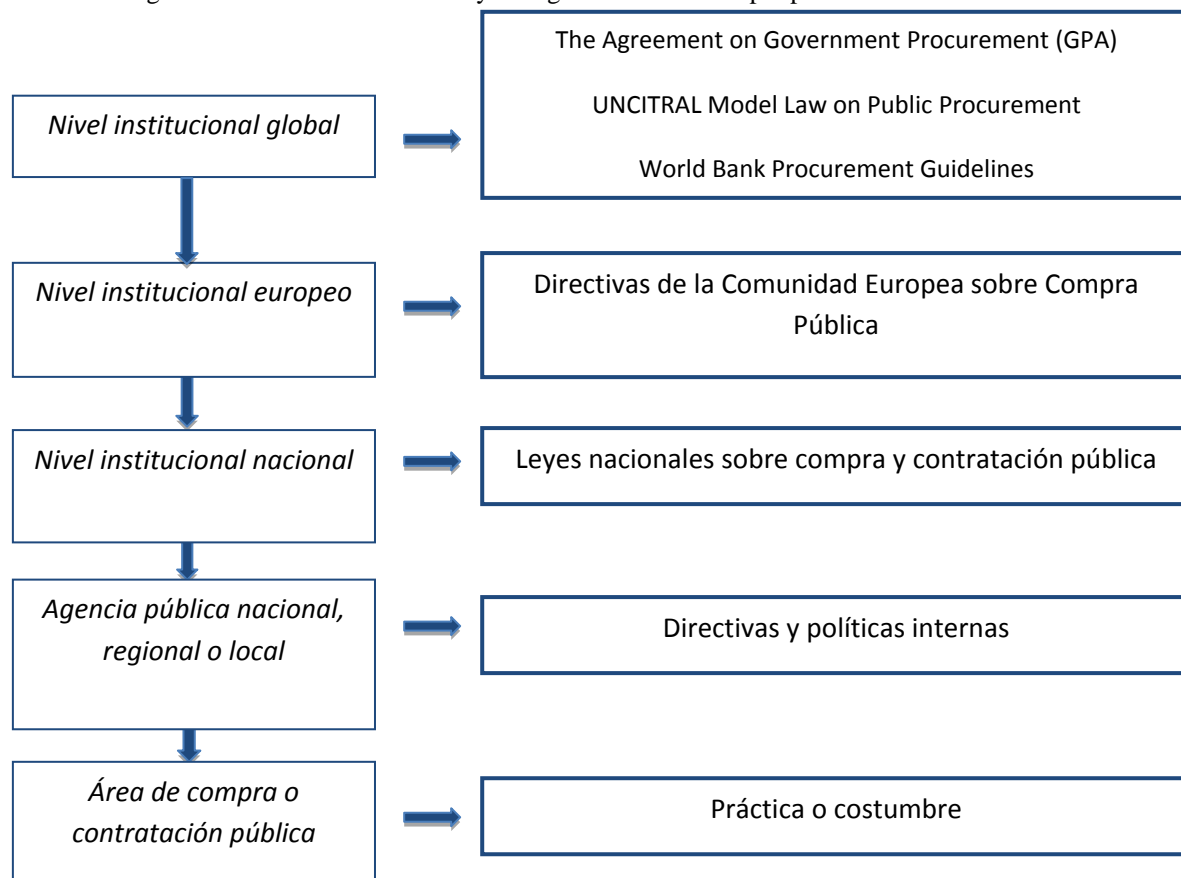 Nivel institucional global
The Agreement on Government Procurement (GPA)
UNCITRAL Model Law on Public Procurement
World Bank Procurement Guidelines
Nivel institucional europeo
Directivas de la Comunidad Europea sobre Compra
Pública
Nivel institucional nacional
Leyes nacionales sobre compra y contratación pública
Agencia pública nacional,
regional o local
Directivas y políticas internas
Área de compra o
contratación pública
Práctica o costumbre